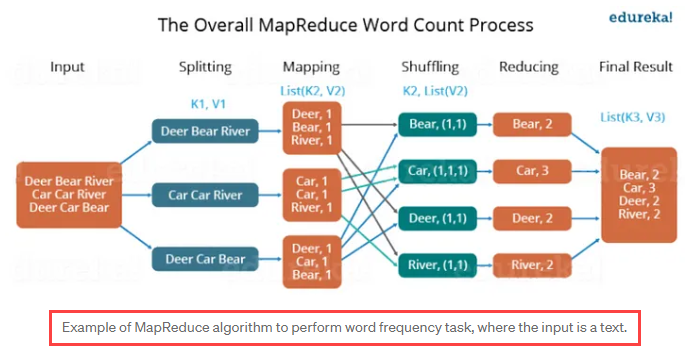 The Overall MapReduce Word Count Process
edureka!
Input
Splitting
Mapping
Shuffling
Reducing
Final Result
K1, V1
List(K2, V2)
K2, List(V2)
List(K3, V3)
Deer Bear River
Car Car River
Deer Car Bear
Deer Bear River
Car Car River
Deer Car Bear
Deer, 1
Bear, 1
River, 1
Car, 1
Car, 1
River, 1
Deer, 1
Car, 1
Bear, 1
Bear, (1,1)
Car, (1,1,1)
Deer, (1,1)
River, (1,1)
Bear, 2
Car, 3
Deer, 2
River, 2
Bear, 2
Car, 3
Deer, 2
River, 2
Example of MapReduce algorithm to perform word frequency task, where the input is a text.